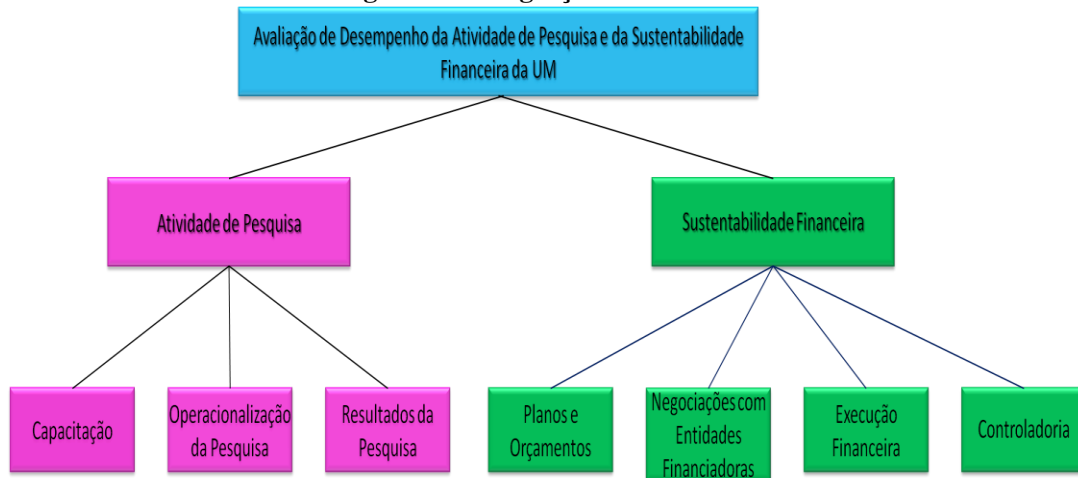 Avaliação de Desempenho da Atividade de Pesquisa e da Sustentabilidade
Financeira da UM
Atividade de Pesquisa
Sustentabilidade Financeira
Capacitação
Operacionalização
da Pesquisa
Resultados da
Pesquisa
Planos e
Orçamentos
Negociações com
Entidades
Financiadoras
Execução
Financeira
Controladoria